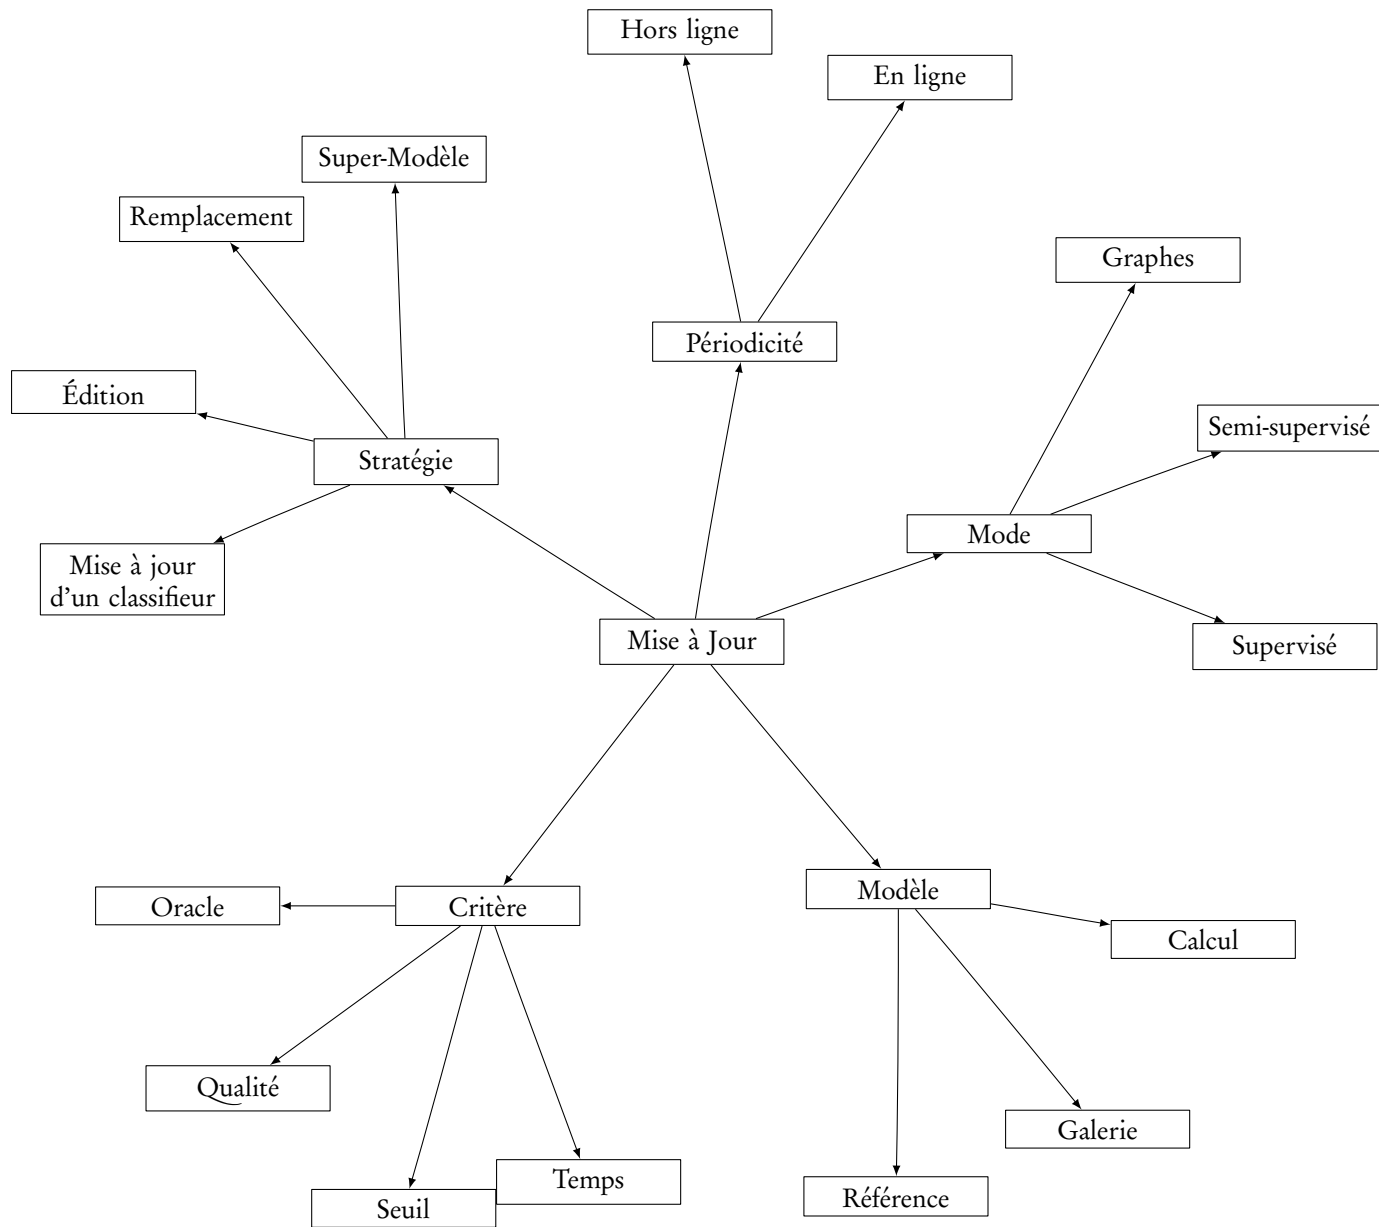 Hors ligne
En ligne
Super-Modèle
Remplacement
Graphes
Périodicité
Édition
Semi-supervisé
Stratégie
Mode
Mise à jour
d'un classifieur
Mise à Jour
Supervisé
Modèle
Oracle
Critère
Calcul
Qualité
Galerie
Temps
Référence
Seuil